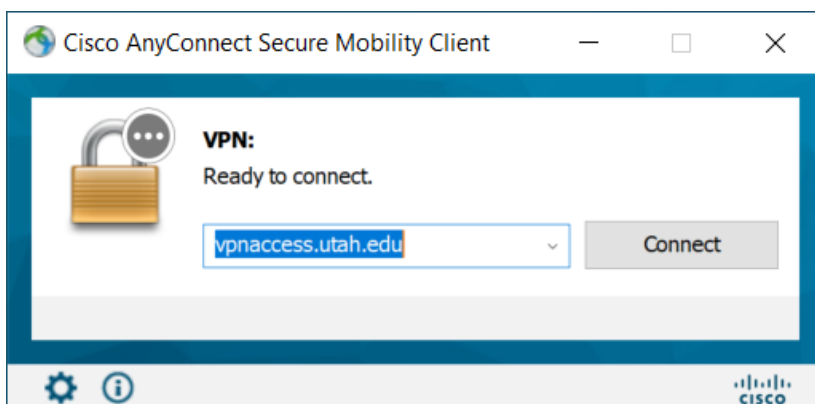 Cisco AnyConnect Secure Mobility Client
VPN:
Ready to connect.
vpnaccess.utah.edu
Connect
CISCO